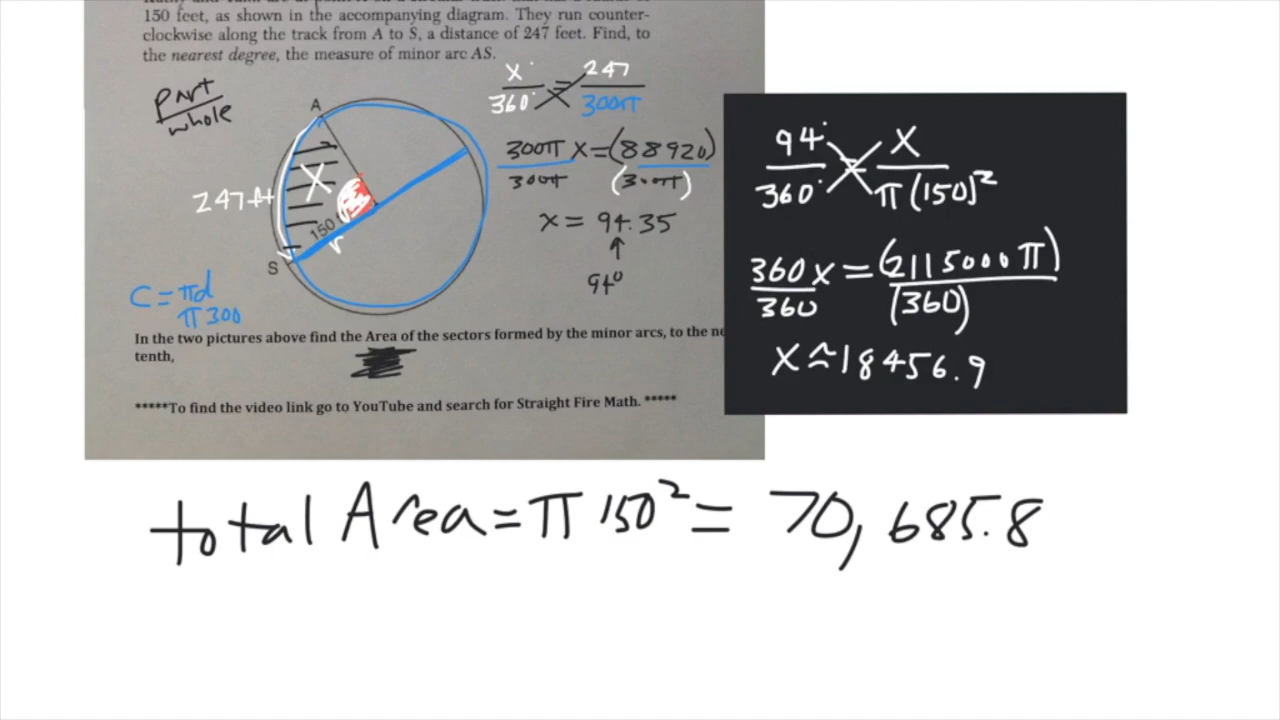 150 feet, as shown in the accompanying diagram. They run counter-
clockwise along the track from A to S, a distance of 247 feet. Find, to
the nearest degree, the measure of minor arc AS.
Part
whole
A
247 ft
X
150
r
S
C = πd
π 300
x° = 247
360° 300π
300π x = (88920)
300π (300π)
x = 94.35
↑
94°
In the two pictures above find the Area of the sectors formed by the minor arcs, to the ne
tenth,
*****To find the video link go to YouTube and search for Straight Fire Math. *****
94° = X
360° π(150)²
360x = (2115000π)
360 (360)
X ≈ 18456.9
total Area = π 150² = 70,685.8